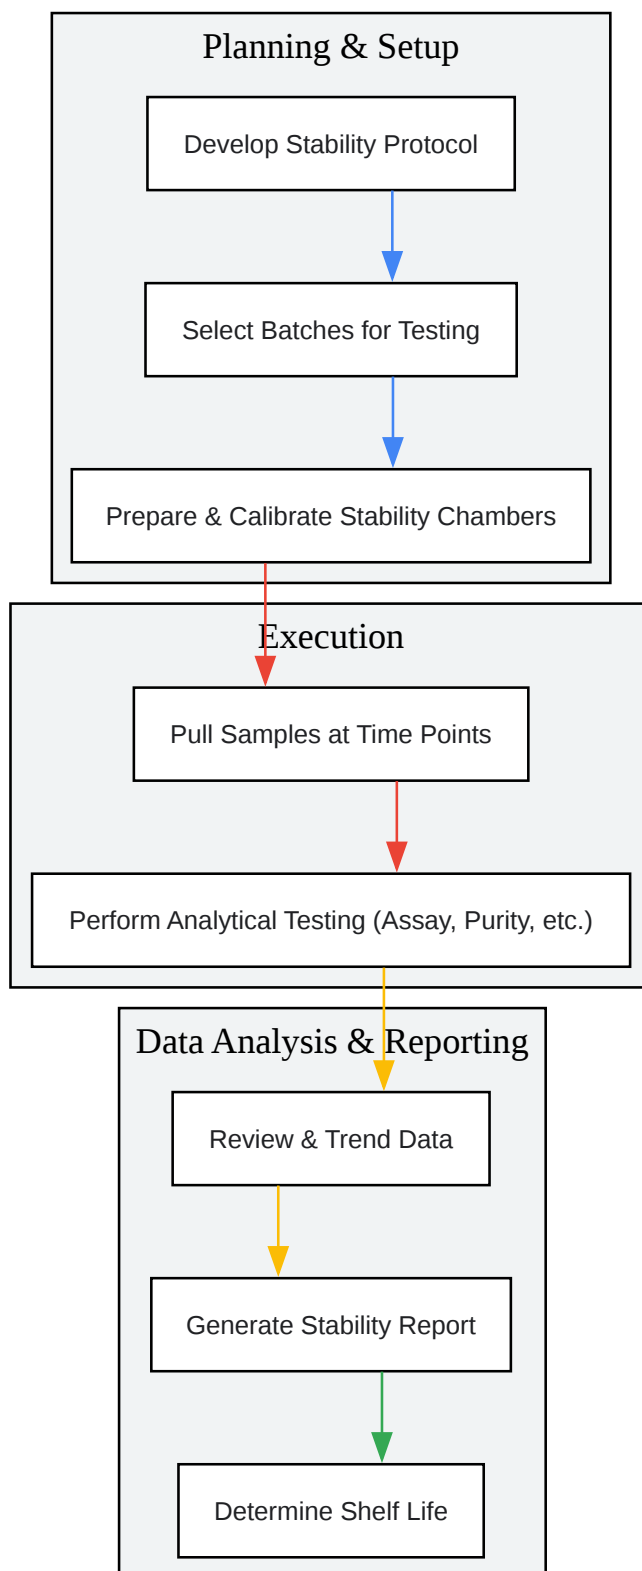 Planning & Setup
Develop Stability Protocol
Select Batches for Testing
Prepare & Calibrate Stability Chambers
Execution
Pull Samples at Time Points
Perform Analytical Testing (Assay, Purity, etc.)
Data Analysis & Reporting
Review & Trend Data
Generate Stability Report
Determine Shelf Life